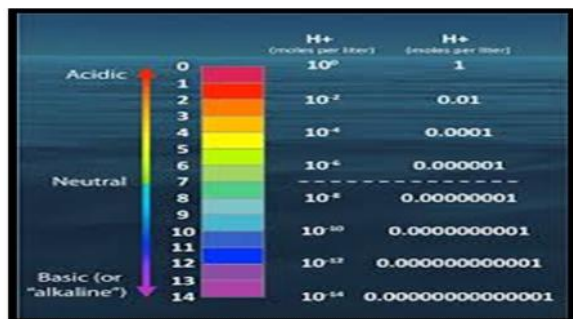 H+ H+
(moles per liter) (moles per liter)
Acidic 0 10⁰ 1
1
2 10⁻² 0.01
3
4 10⁻⁴ 0.0001
5
6 10⁻⁶ 0.000001
Neutral 7
8 10⁻⁸ 0.00000001
9
10 10⁻¹⁰ 0.0000000001
11
12 10⁻¹² 0.000000000001
Basic (or 13
"alkaline") 14 10⁻¹⁴ 0.00000000000001